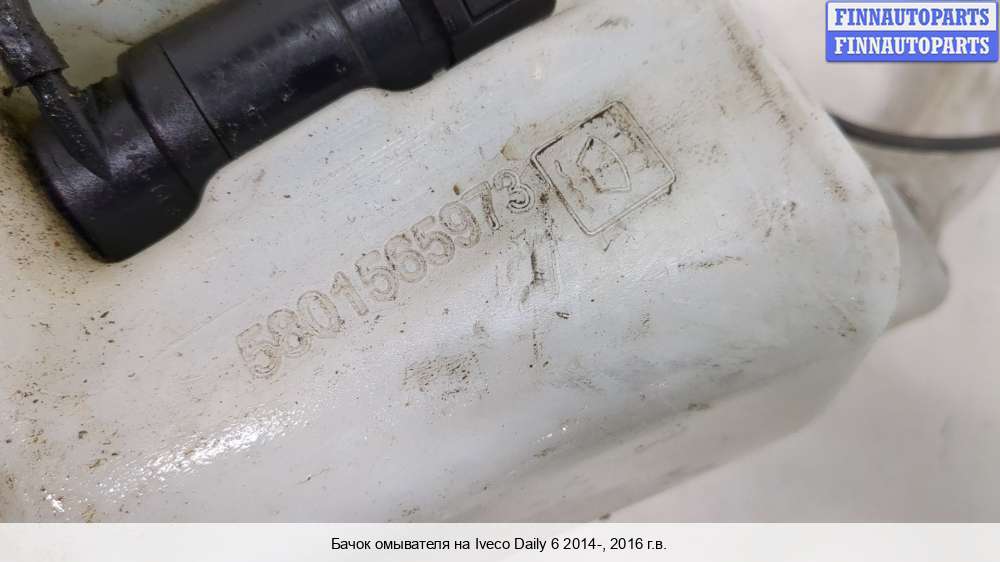 FINNAUTOPARTS
FINNAUTOPARTS
5801565973
Бачок омывателя на Iveco Daily 6 2014-, 2016 г.в.